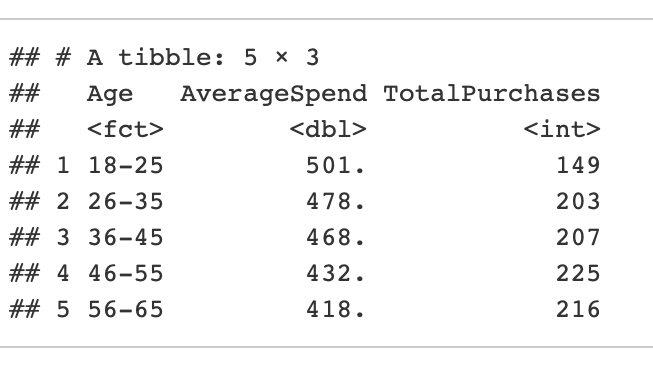 ## # A tibble: 5 × 3
##   Age   AverageSpend TotalPurchases
##   <fct>        <dbl>          <int>
## 1 18–25         501.            149
## 2 26–35         478.            203
## 3 36–45         468.            207
## 4 46–55         432.            225
## 5 56–65         418.            216